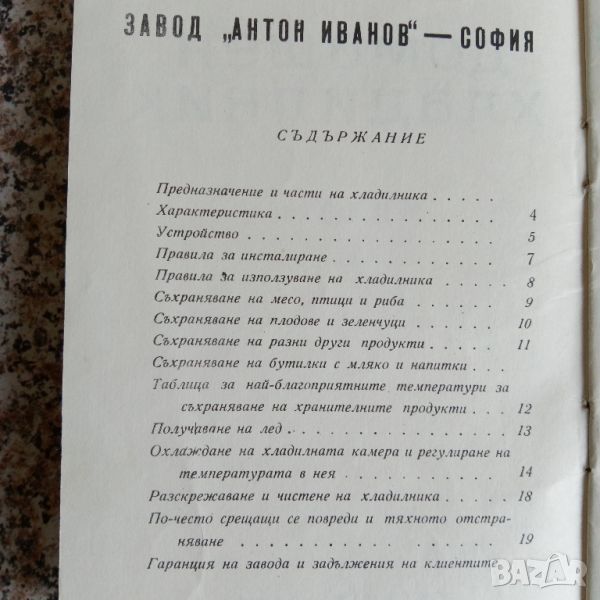 ЗАВОД „АНТОН ИВАНОВ“ — СОФИЯ
СЪДЪРЖАНИЕ
Предназначение и части на хладилника . . . . .
Характеристика . . . . . . . . . . . . 4
Устройство . . . . . . . . . . . . . . 5
Правила за инсталиране . . . . . . . . . 7
Правила за използуване на хладилника . . . . 8
Съхраняване на месо, птици и риба . . . . . 9
Съхраняване на плодове и зеленчуци . . . . . 10
Съхраняване на разни други продукти . . . . . 11
Съхраняване на бутилки с мляко и напитки . . .
Таблица за най-благоприятните температури за
съхраняване на хранителните продукти . . . . 12
Получаване на лед . . . . . . . . . . . . 13
Охлаждане на хладилната камера и регулиране на
температурата в нея . . . . . . . . . . 14
Разскрежаване и чистене на хладилника . . . . . 18
По-често срещащи се повреди и тяхното отстра-
няване . . . . . . . . . . . . . . . 19
Гаранция на завода и задължения на клиентите
BAZAR